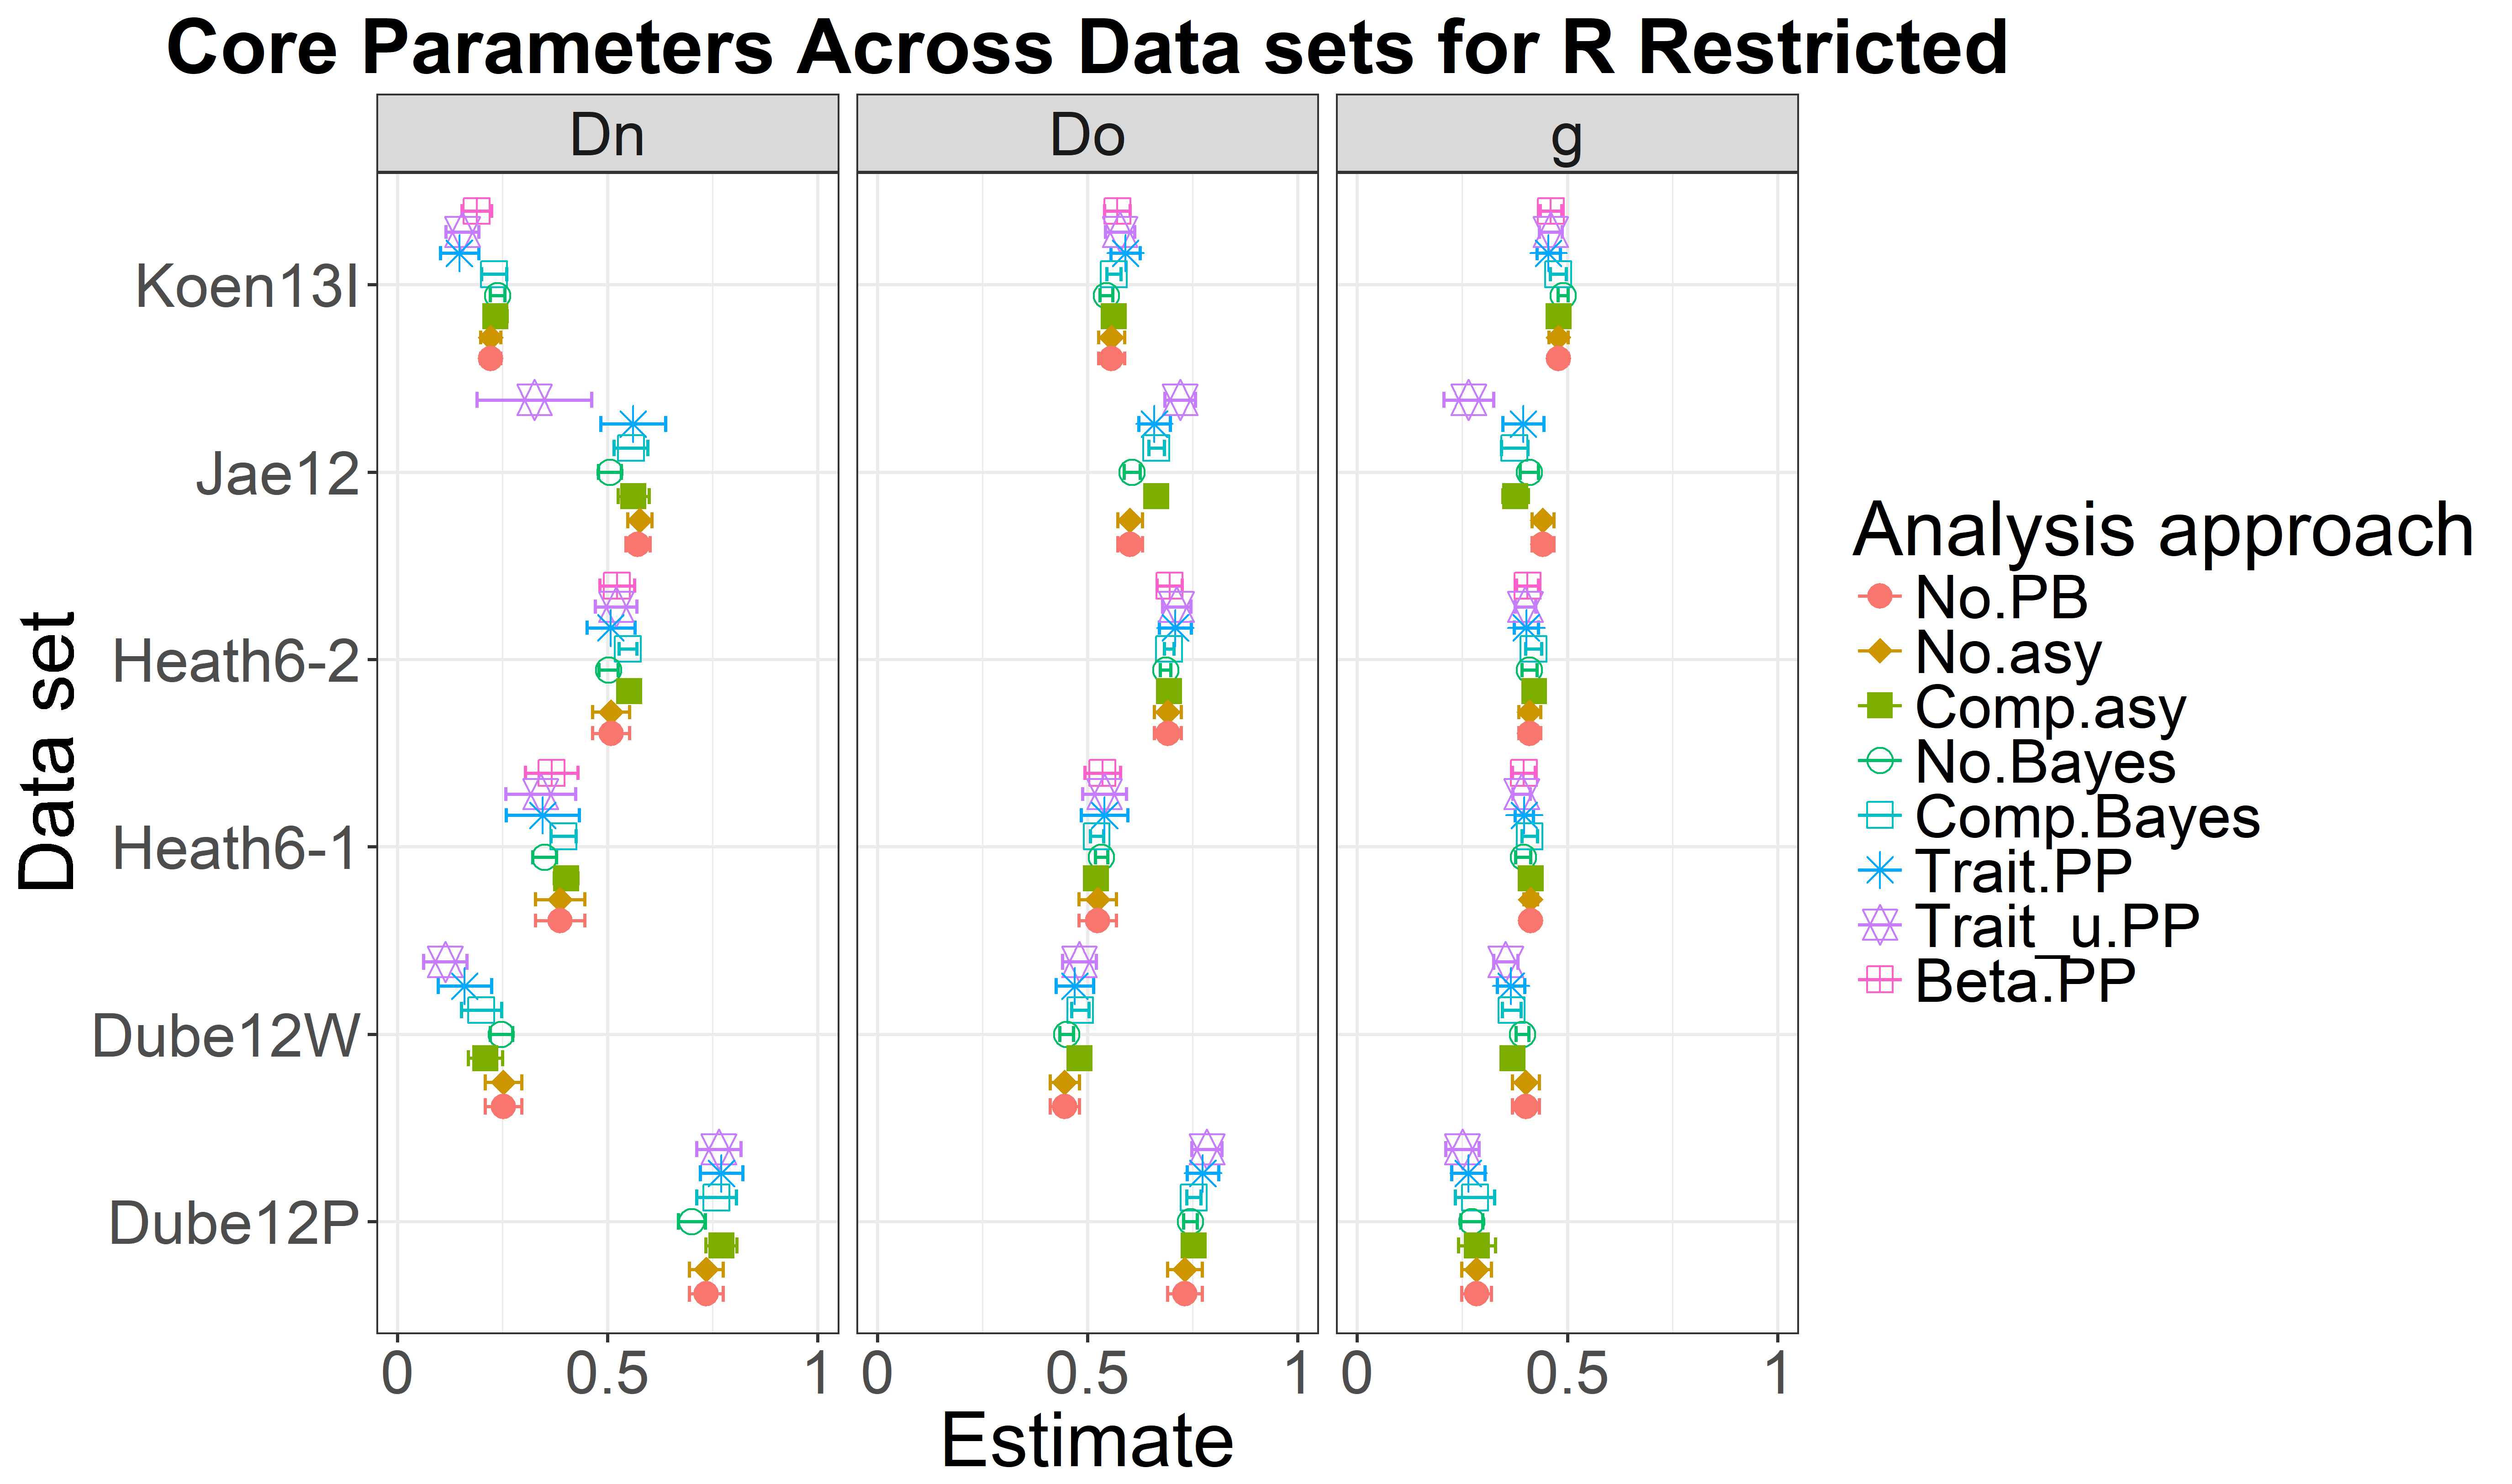 Core Parameters Across Data sets for R Restricted
Dn
Do
g
Data set
Koen13I
Jae12
Heath6-2
Heath6-1
Dube12W
Dube12P
0 0.5 1
0 0.5 1
0 0.5 1
Estimate
Analysis approach
No.PB
No.asy
Comp.asy
No.Bayes
Comp.Bayes
Trait.PP
Trait_u.PP
Beta.PP